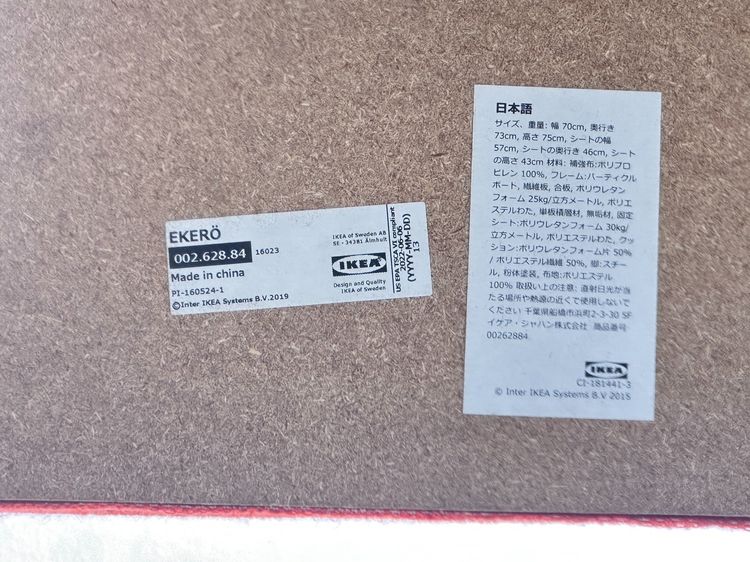 EKERÖ
002.628.84 16023
Made in china
PI-160524-1
©Inter IKEA Systems B.V.2019
IKEA of Sweden AB
SE - 34381 Älmhult
IKEA
Design and Quality
IKEA of Sweden
US EPA TSCA VI compliant
2022-06-06
(YYYY-MM-DD)
13
日本語
サイズ、重量: 幅 70cm, 奥行き
73cm, 高さ 75cm, シートの幅
57cm, シートの奥行き 46cm, シート
の高さ 43cm 材料: 補強布:ポリプロ
ピレン 100%, フレーム:パーティクル
ボード, 繊維板, 合板, ポリウレタン
フォーム 25kg/立方メートル, ポリエ
ステルわた, 単板積層材, 無垢材, 固定
シート:ポリウレタンフォーム 30kg/
立方メートル, ポリエステルわた, クッ
ション:ポリウレタンフォーム片 50%
/ ポリエステル繊維 50%, 脚:スチー
ル, 粉体塗装, 布地:ポリエステル
100% 取扱い上の注意: 直射日光が当
たる場所や熱源の近くで使用しないで
ください 千葉県船橋市浜町2-3-30 SF
イケア・ジャパン株式会社 商品番号:
00262884
IKEA
CI-181441-3
© Inter IKEA Systems B.V 2015